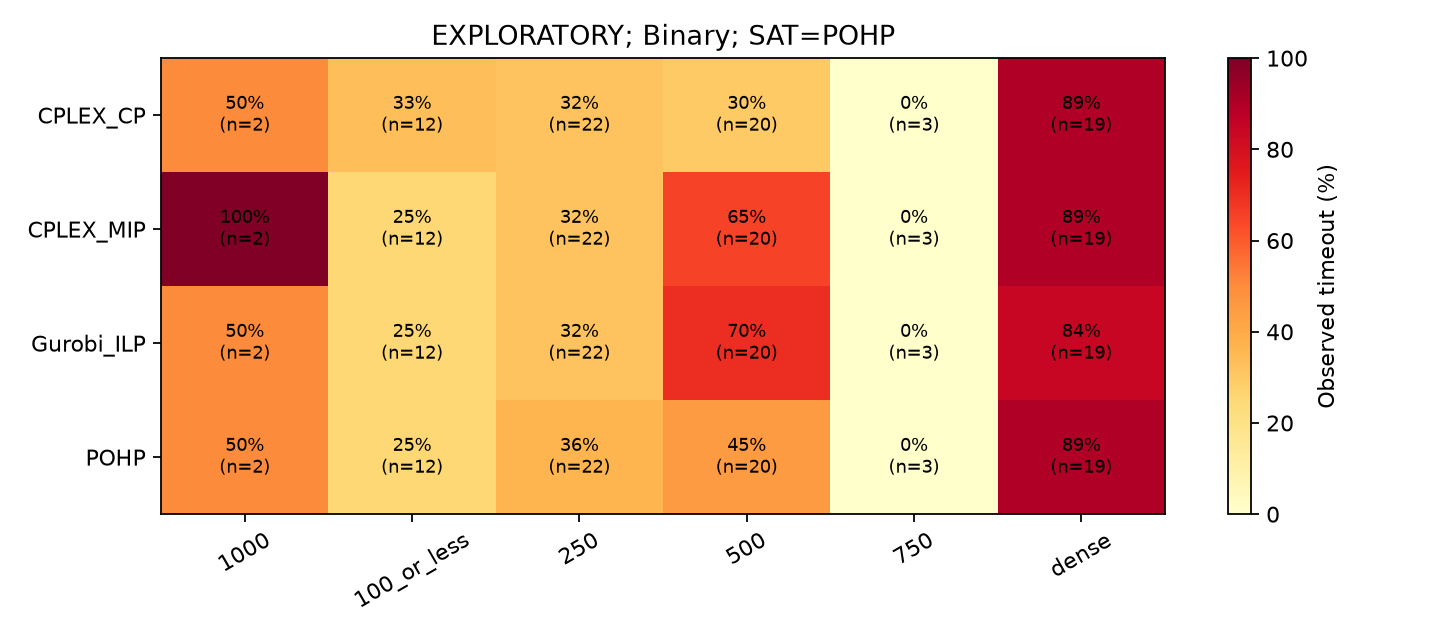 EXPLORATORY; Binary; SAT=POHP
CPLEX_CP
50%
(n=2)
33%
(n=12)
32%
(n=22)
30%
(n=20)
0%
(n=3)
89%
(n=19)
CPLEX_MIP
100%
(n=2)
25%
(n=12)
32%
(n=22)
65%
(n=20)
0%
(n=3)
89%
(n=19)
Gurobi_ILP
50%
(n=2)
25%
(n=12)
32%
(n=22)
70%
(n=20)
0%
(n=3)
84%
(n=19)
POHP
50%
(n=2)
25%
(n=12)
36%
(n=22)
45%
(n=20)
0%
(n=3)
89%
(n=19)
1000
100_or_less
250
500
750
dense
100
80
60
40
20
0
Observed timeout (%)